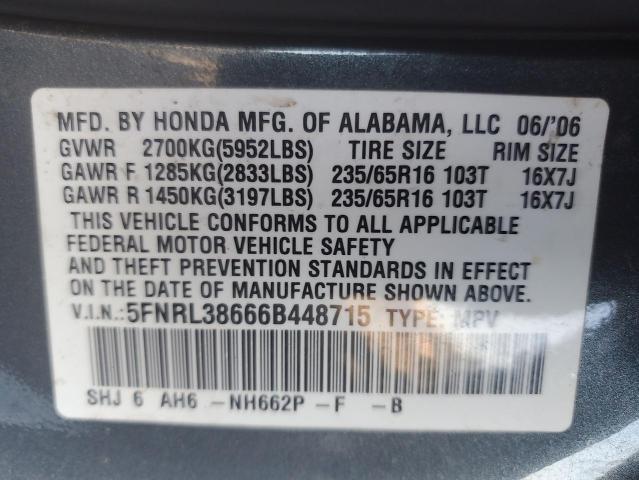 MFD. BY HONDA MFG. OF ALABAMA, LLC 06/'06
GVWR 2700KG(5952LBS) TIRE SIZE RIM SIZE
GAWR F 1285KG(2833LBS) 235/65R16 103T 16X7J
GAWR R 1450KG(3197LBS) 235/65R16 103T 16X7J
THIS VEHICLE CONFORMS TO ALL APPLICABLE
FEDERAL MOTOR VEHICLE SAFETY
AND THEFT PREVENTION STANDARDS IN EFFECT
ON THE DATE OF MANUFACTURE SHOWN ABOVE.
V.I.N.:5FNRL38666B448715 TYPE: MPV
SHJ 6 AH6 -NH662P -F -B